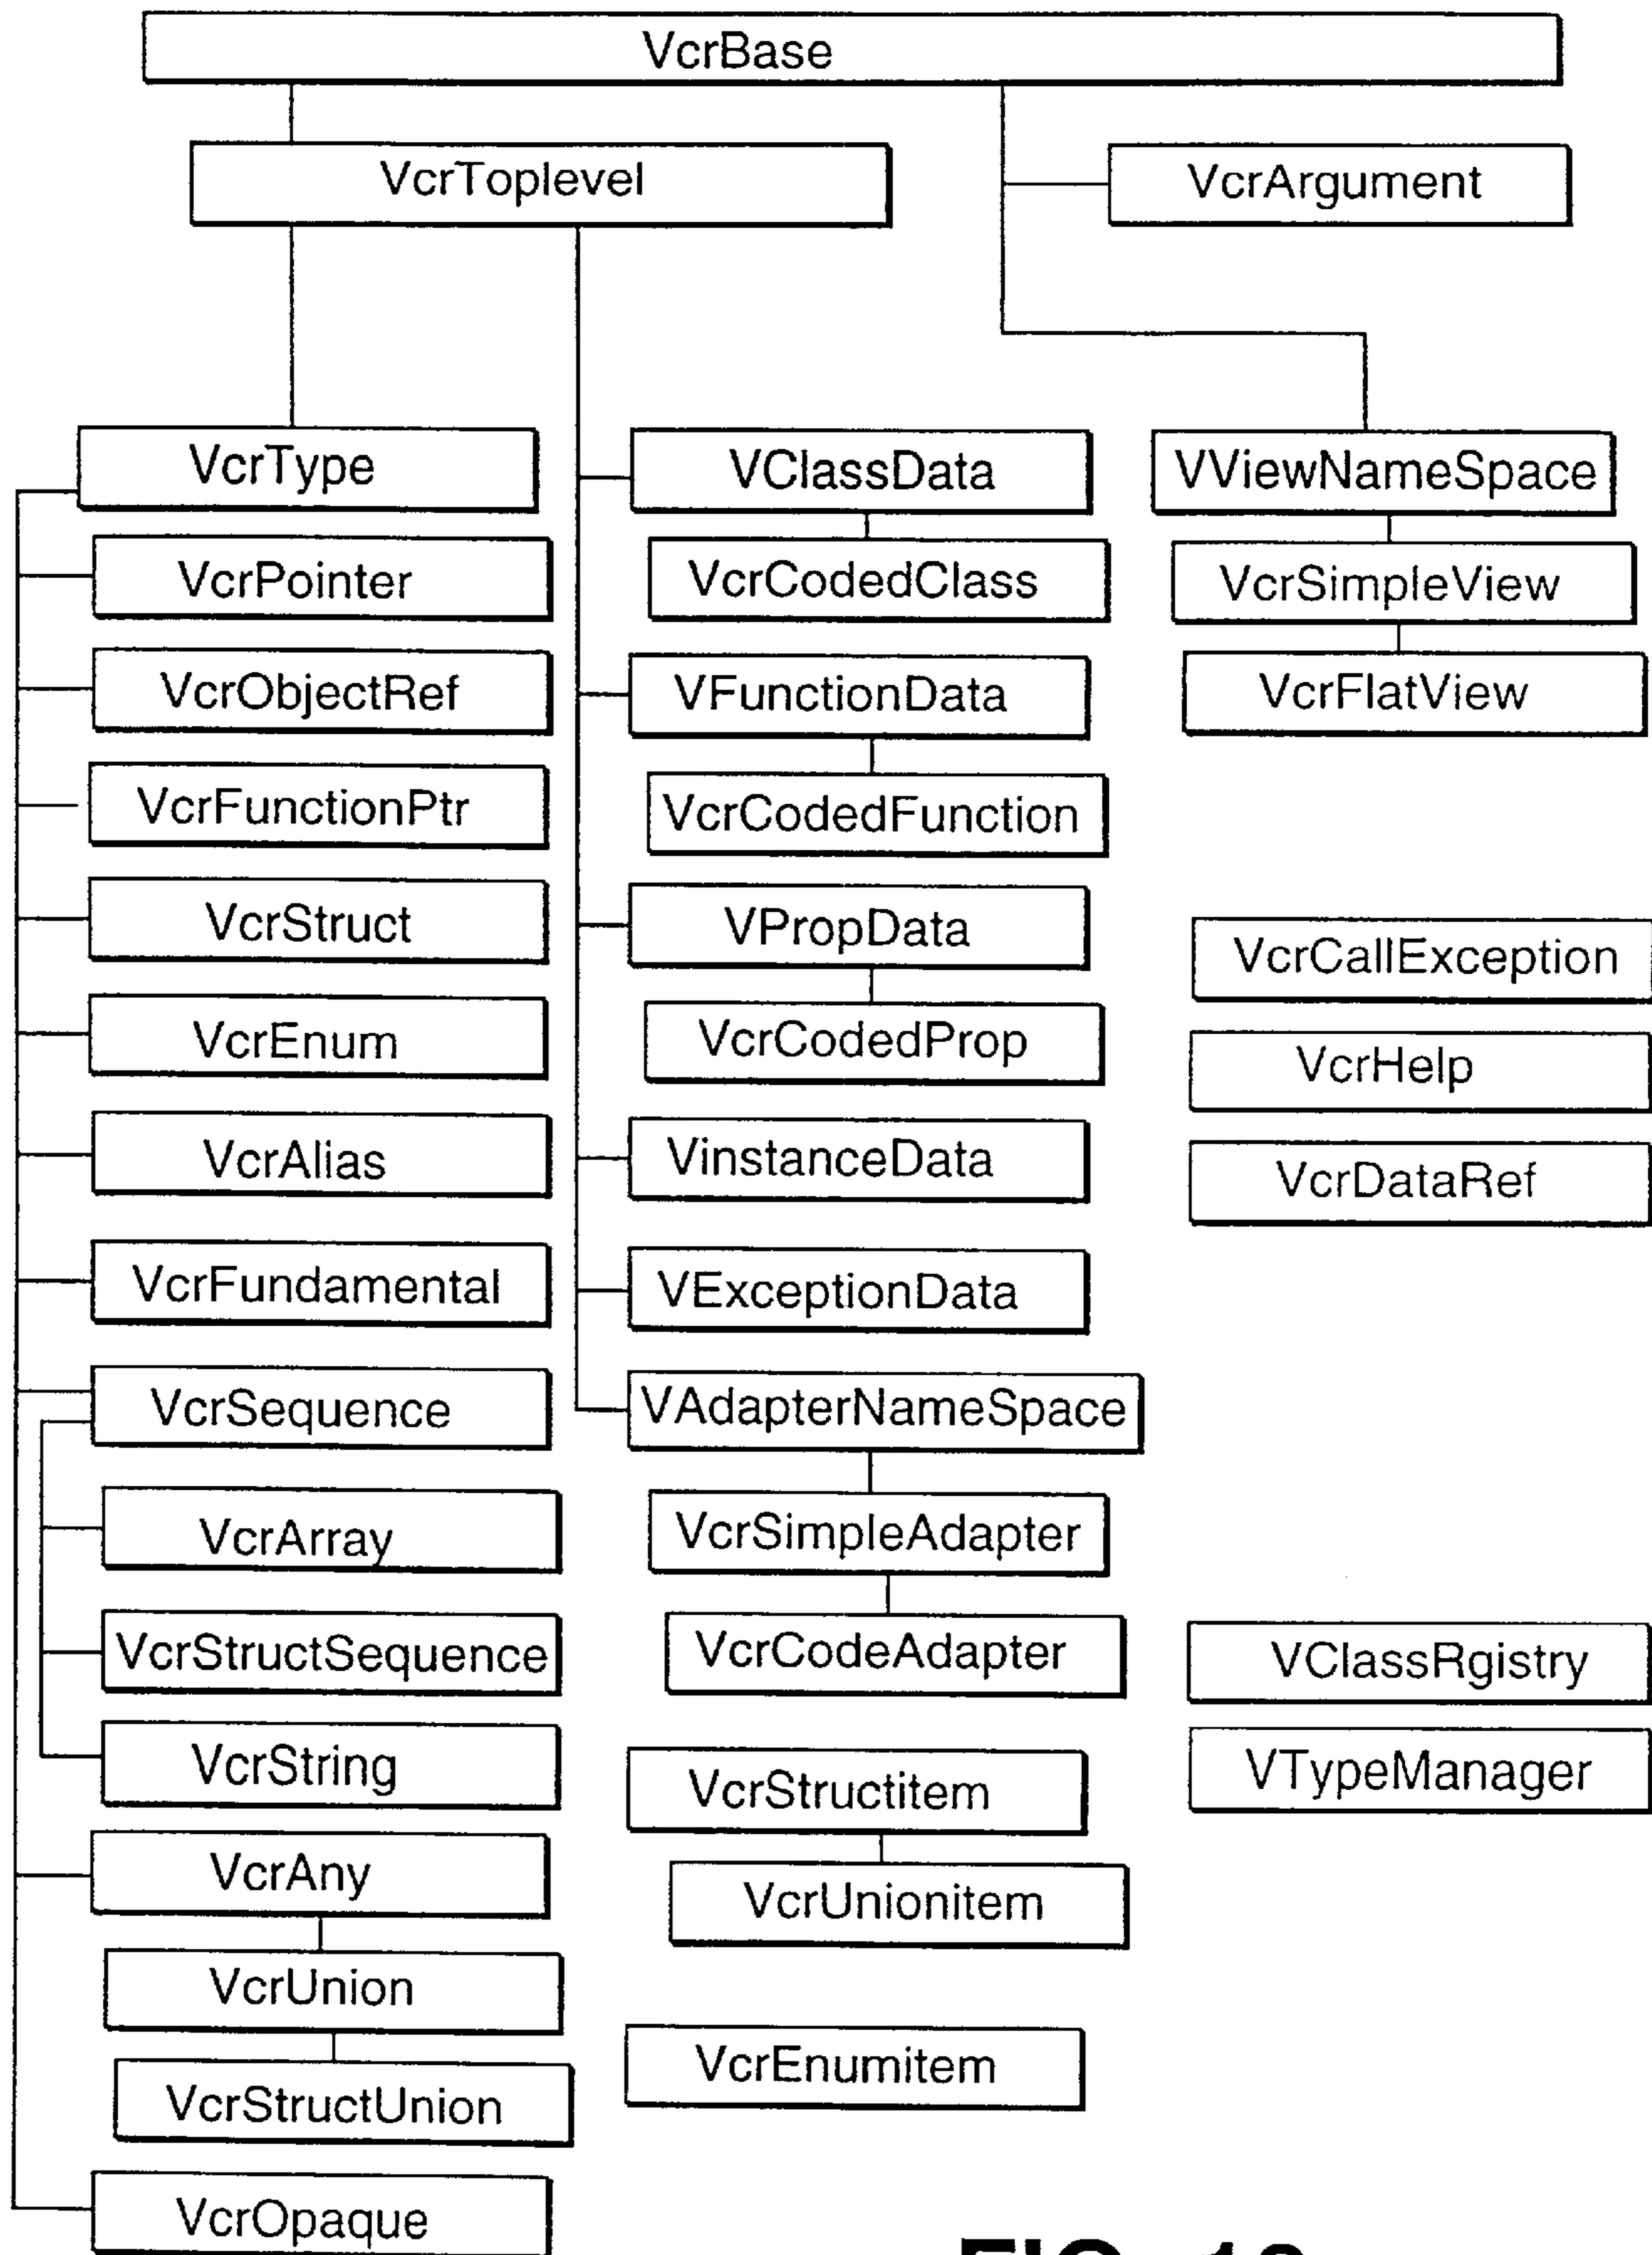 VcrBase
VcrToplevel
VcrArgument
VcrType
VClassData
VViewNameSpace
VcrPointer
VcrCodedClass
VcrSimpleView
VcrObjectRef
VFunctionData
VcrFlatView
VcrFunctionPtr
VcrCodedFunction
VcrStruct
VPropData
VcrCallException
VcrEnum
VcrCodedProp
VcrHelp
VcrAlias
VinstanceData
VcrDataRef
VcrFundamental
VExceptionData
VcrSequence
VAdapterNameSpace
VcrArray
VcrSimpleAdapter
VcrStructSequence
VcrCodeAdapter
VClassRgistry
VcrString
VcrStructitem
VTypeManager
VcrAny
VcrUnionitem
VcrUnion
VcrEnumitem
VcrStructUnion
VcrOpaque